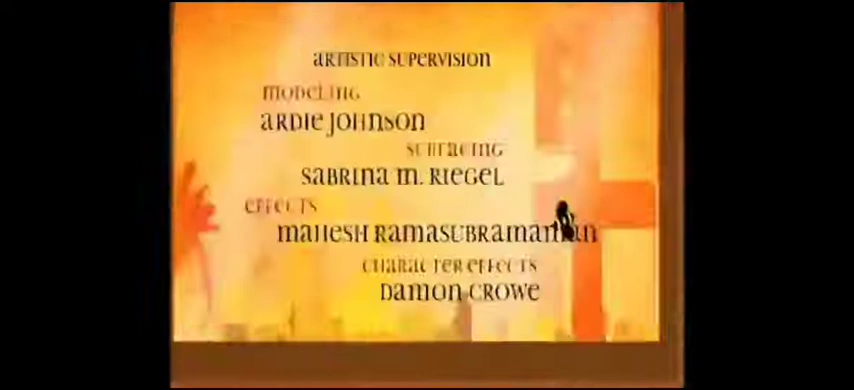 ARTISTIC SUPERVISION
MODELING
ARDIE JOHNSON
SURFACING
SABRINA M. RIEGEL
EFFECTS
MAHESH RAMASUBRAMANIAN
CHARACTER EFFECTS
DAMON CROWE